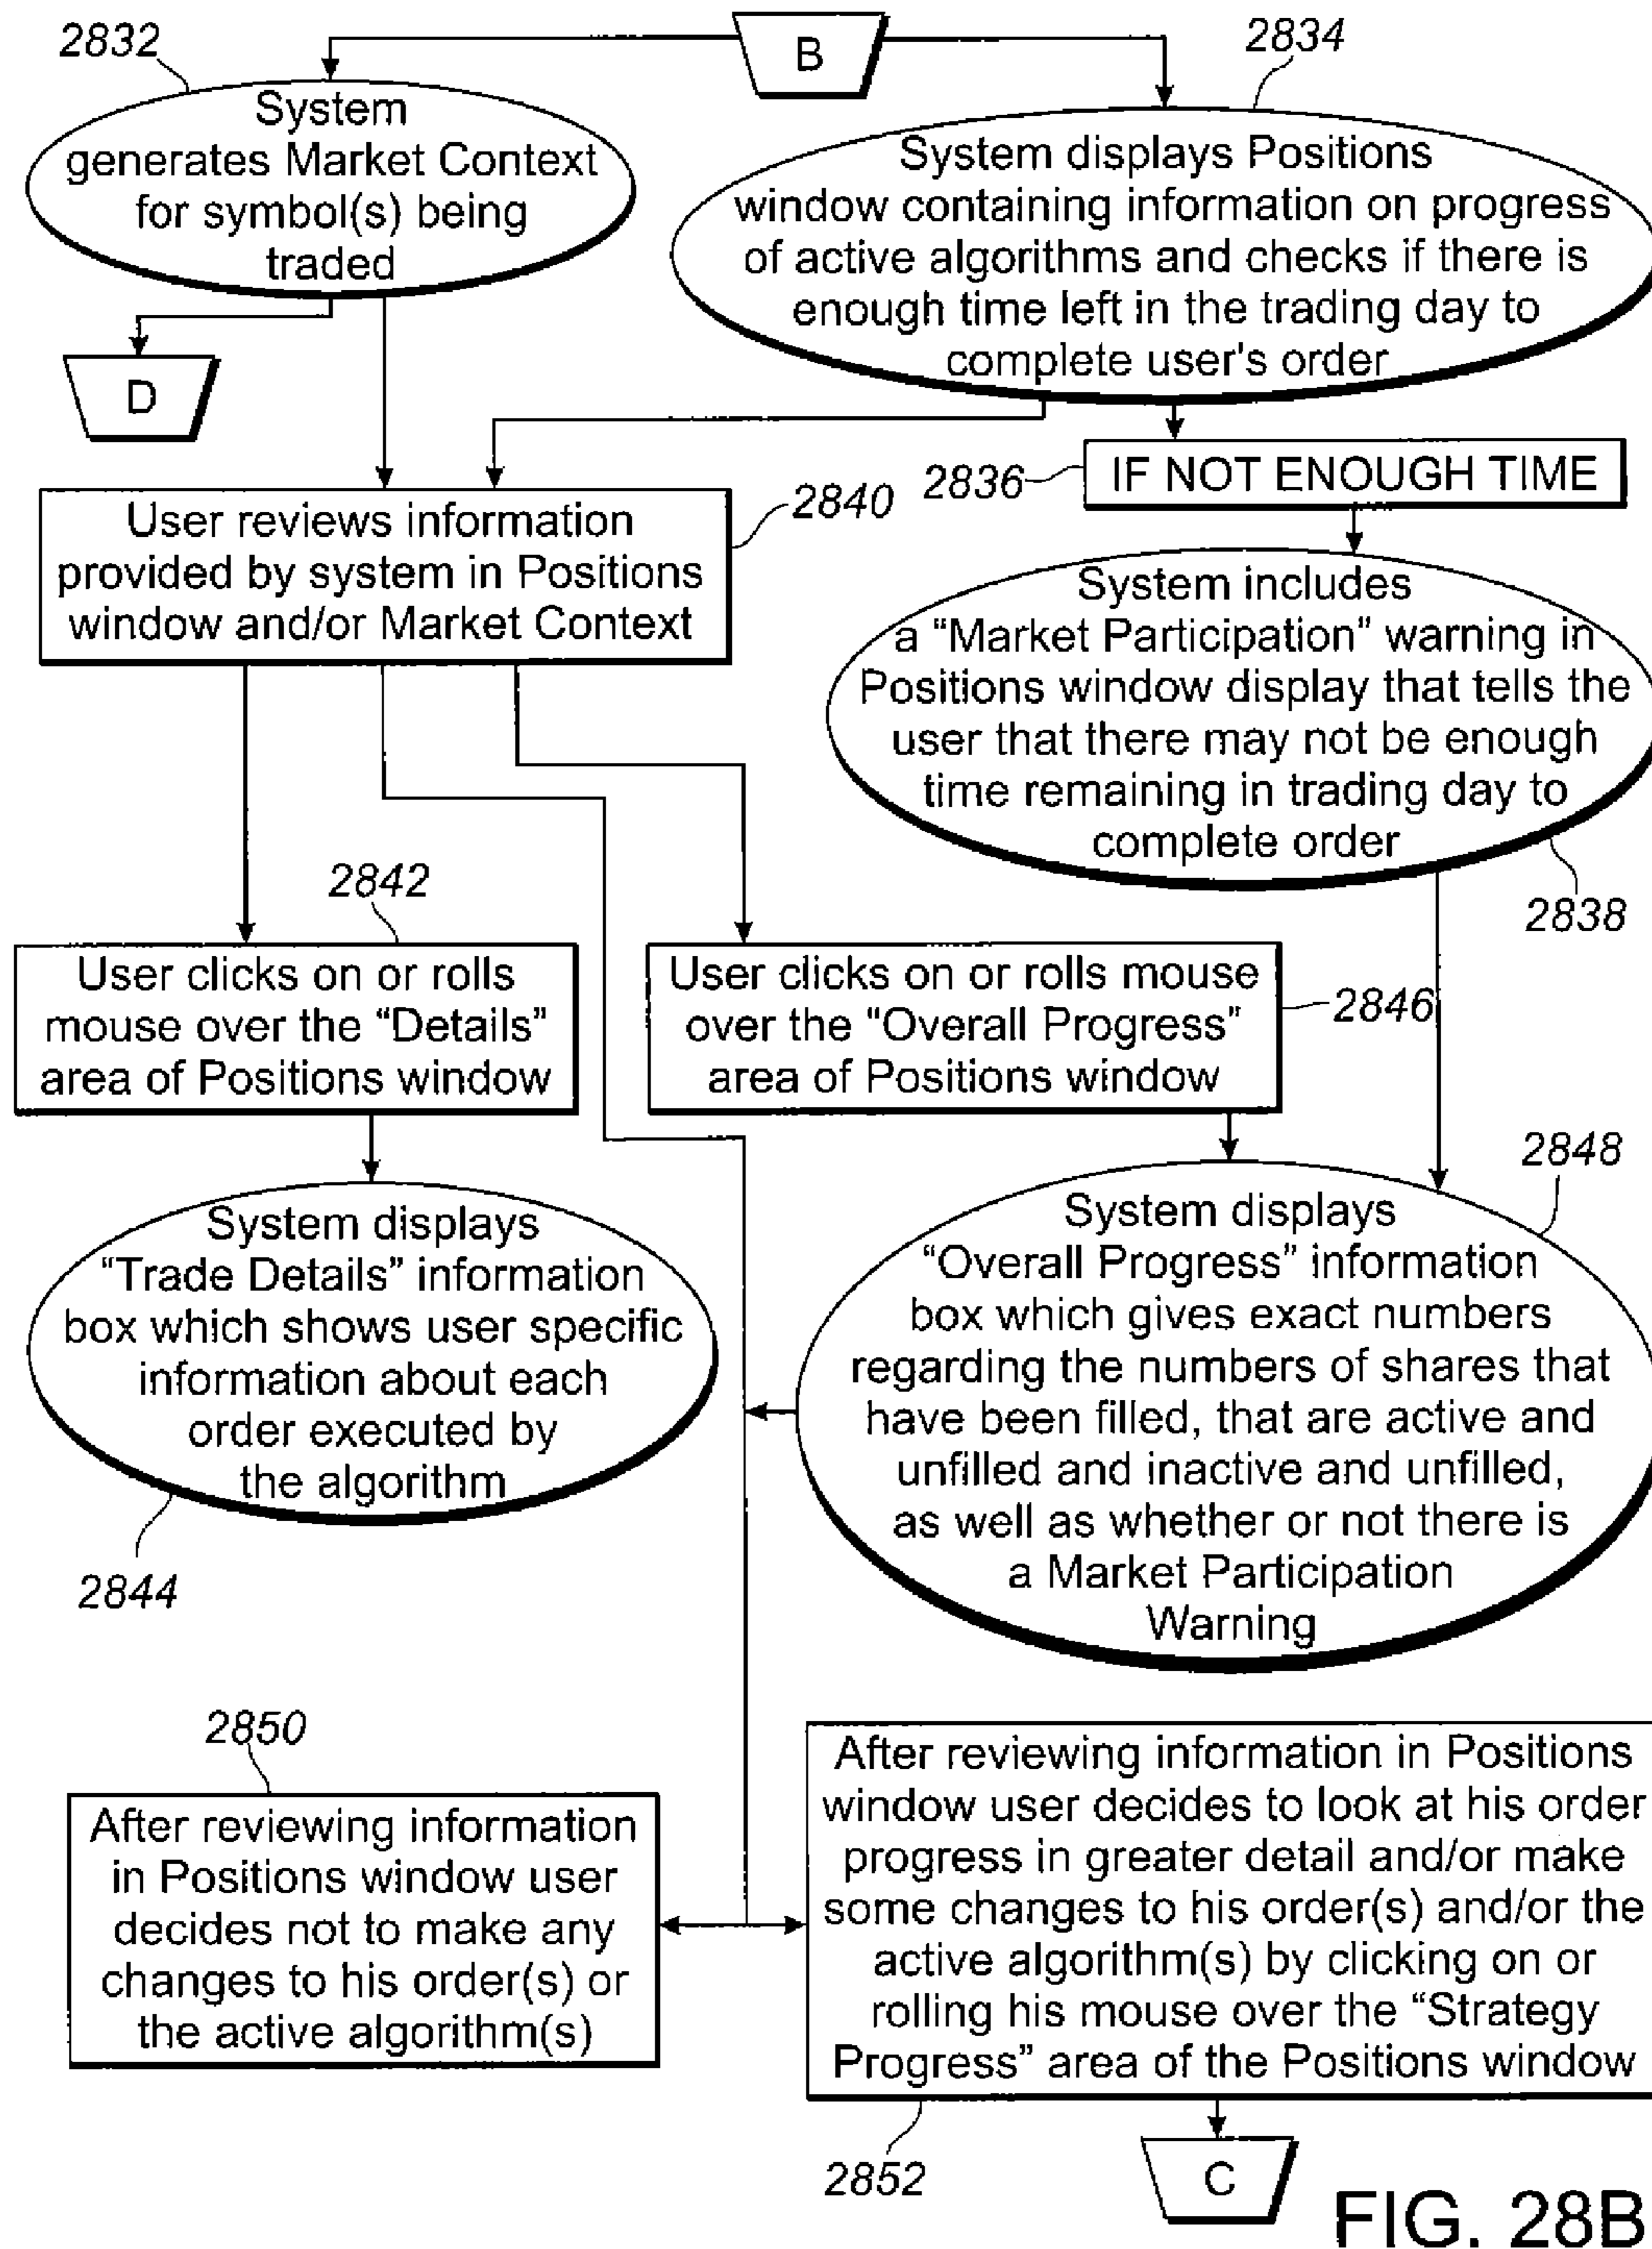 B
2832
System
generates Market Context
for symbol(s) being
traded
2834
System displays Positions
window containing information on progress
of active algorithms and checks if there is
enough time left in the trading day to
complete user's order
D
2836
IF NOT ENOUGH TIME
2840
User reviews information
provided by system in Positions
window and/or Market Context
System includes
a “Market Participation” warning in
Positions window display that tells the
user that there may not be enough
time remaining in trading day to
complete order
2838
2842
User clicks on or rolls
mouse over the “Details”
area of Positions window
User clicks on or rolls mouse
over the “Overall Progress”
area of Positions window
2846
System displays
“Trade Details” information
box which shows user specific
information about each
order executed by
the algorithm
2844
2848
System displays
“Overall Progress” information
box which gives exact numbers
regarding the numbers of shares that
have been filled, that are active and
unfilled and inactive and unfilled,
as well as whether or not there is
a Market Participation
Warning
2850
After reviewing information
in Positions window user
decides not to make any
changes to his order(s) or
the active algorithm(s)
After reviewing information in Positions
window user decides to look at his order
progress in greater detail and/or make
some changes to his order(s) and/or the
active algorithm(s) by clicking on or
rolling his mouse over the “Strategy
Progress” area of the Positions window
2852
C
FIG. 28B